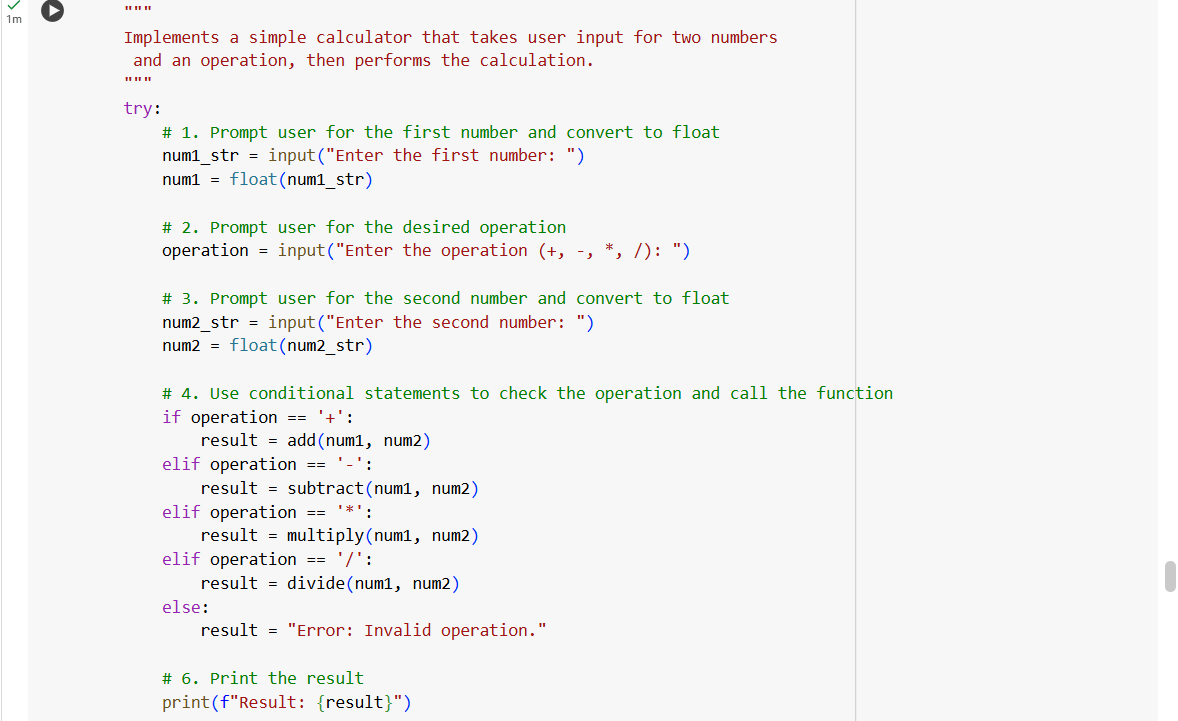 1m
"""
Implements a simple calculator that takes user input for two numbers
 and an operation, then performs the calculation.
"""
try:
    # 1. Prompt user for the first number and convert to float
    num1_str = input("Enter the first number: ")
    num1 = float(num1_str)

    # 2. Prompt user for the desired operation
    operation = input("Enter the operation (+, -, *, /): ")

    # 3. Prompt user for the second number and convert to float
    num2_str = input("Enter the second number: ")
    num2 = float(num2_str)

    # 4. Use conditional statements to check the operation and call the function
    if operation == '+':
        result = add(num1, num2)
    elif operation == '-':
        result = subtract(num1, num2)
    elif operation == '*':
        result = multiply(num1, num2)
    elif operation == '/':
        result = divide(num1, num2)
    else:
        result = "Error: Invalid operation."

    # 6. Print the result
    print(f"Result: {result}")